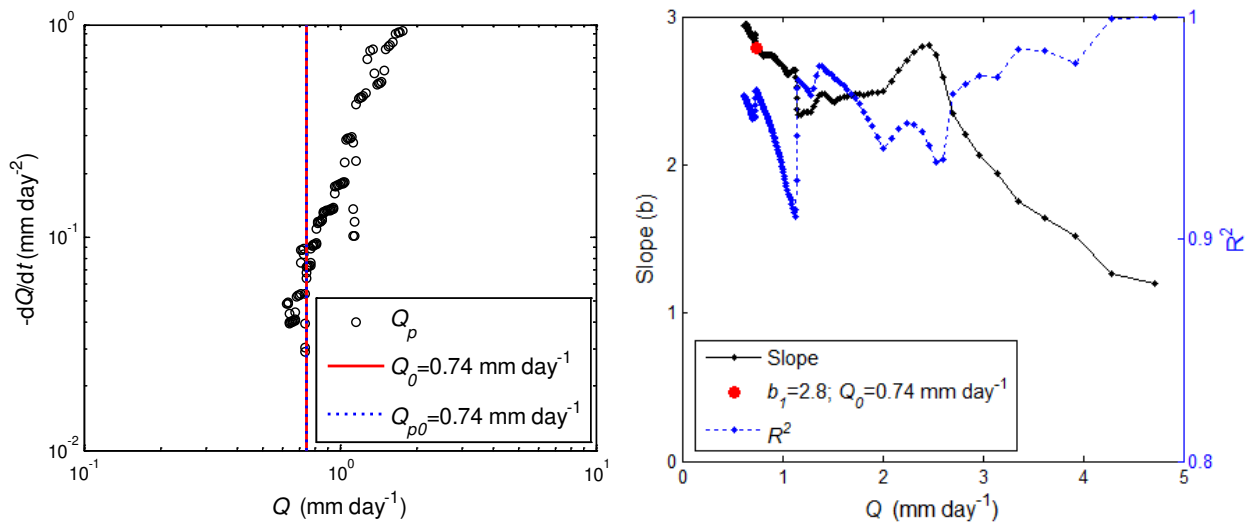 10^0
10^-1
10^-2
10^-1
10^0
10^1
-dQ/dt (mm day^-2)
Q (mm day^-1)
Q_p
Q_0=0.74 mm day^-1
Q_p0=0.74 mm day^-1
3
2
1
0
Slope (b)
0 1 2 3 4 5
Q (mm day^-1)
1
0.9
0.8
R^2
Slope
b_1=2.8; Q_0=0.74 mm day^-1
R^2